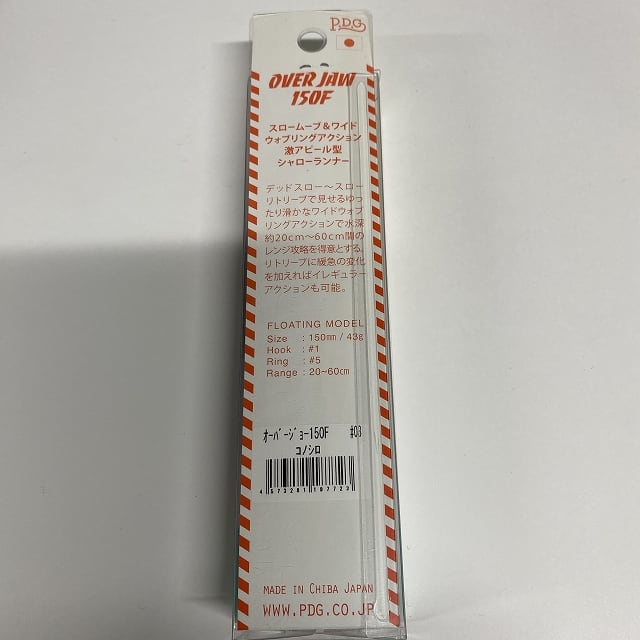 P.D.G
OVER JAW
150F
スロームーブ&ワイド
ウォブリングアクション
激アピール型
シャローランナー
デッドスロー〜スロー
リトリーブで見せるゆっ
たり滑かなワイドウォブ
リングアクションで水深
約20cm〜60cm間の
レンジ攻略を得意とする。
リトリーブに緩急の変化
を加えればイレギュラー
アクションも可能。
FLOATING MODEL
Size : 150mm / 43g
Hook : #1
Ring : #5
Range : 20~60cm
オーバージョー150F #03
コノシロ
4 573281 197723
MADE IN CHIBA JAPAN
WWW.PDG.CO.JP